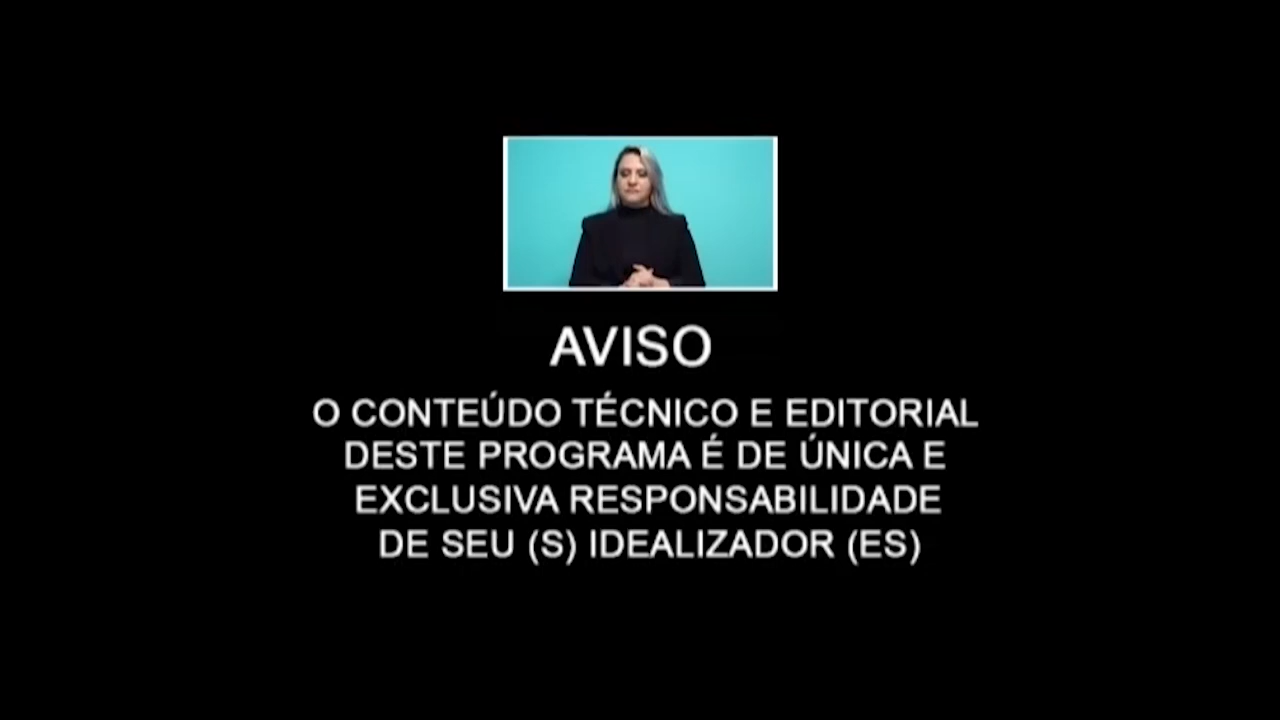 AVISO
O CONTEÚDO TÉCNICO E EDITORIAL
DESTE PROGRAMA É DE ÚNICA E
EXCLUSIVA RESPONSABILIDADE
DE SEU (S) IDEALIZADOR (ES)